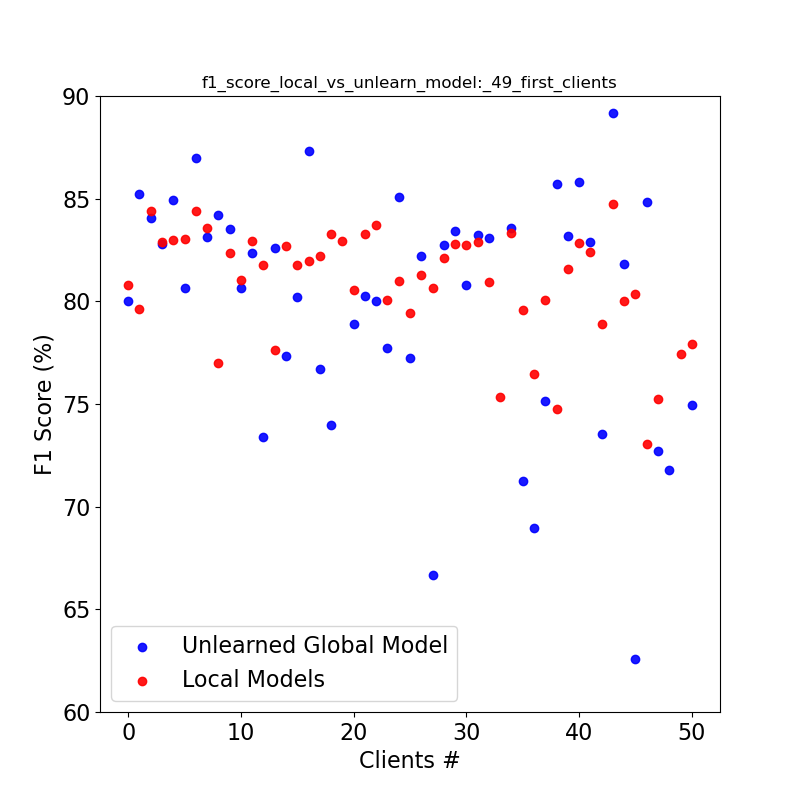 f1_score_local_vs_unlearn_model:_49_first_clients
90
85
80
75
70
65
60
F1 Score (%)
Unlearned Global Model
Local Models
0 10 20 30 40 50
Clients #